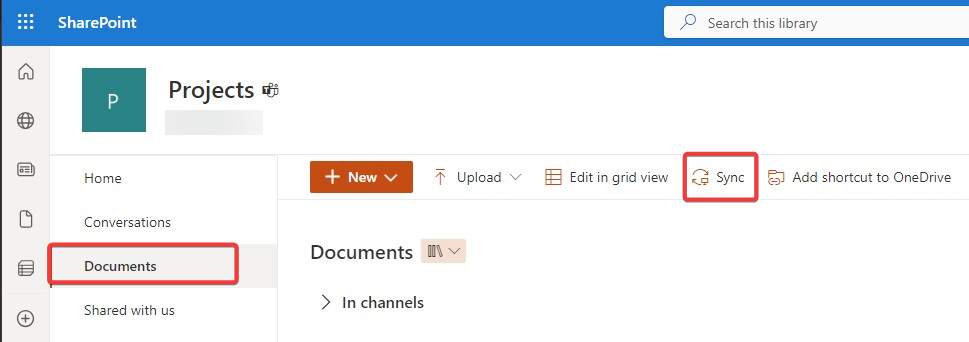 SharePoint
Search this library
P
Projects
Home
Conversations
Documents
Shared with us
+ New
Upload
Edit in grid view
Sync
Add shortcut to OneDrive
Documents
In channels